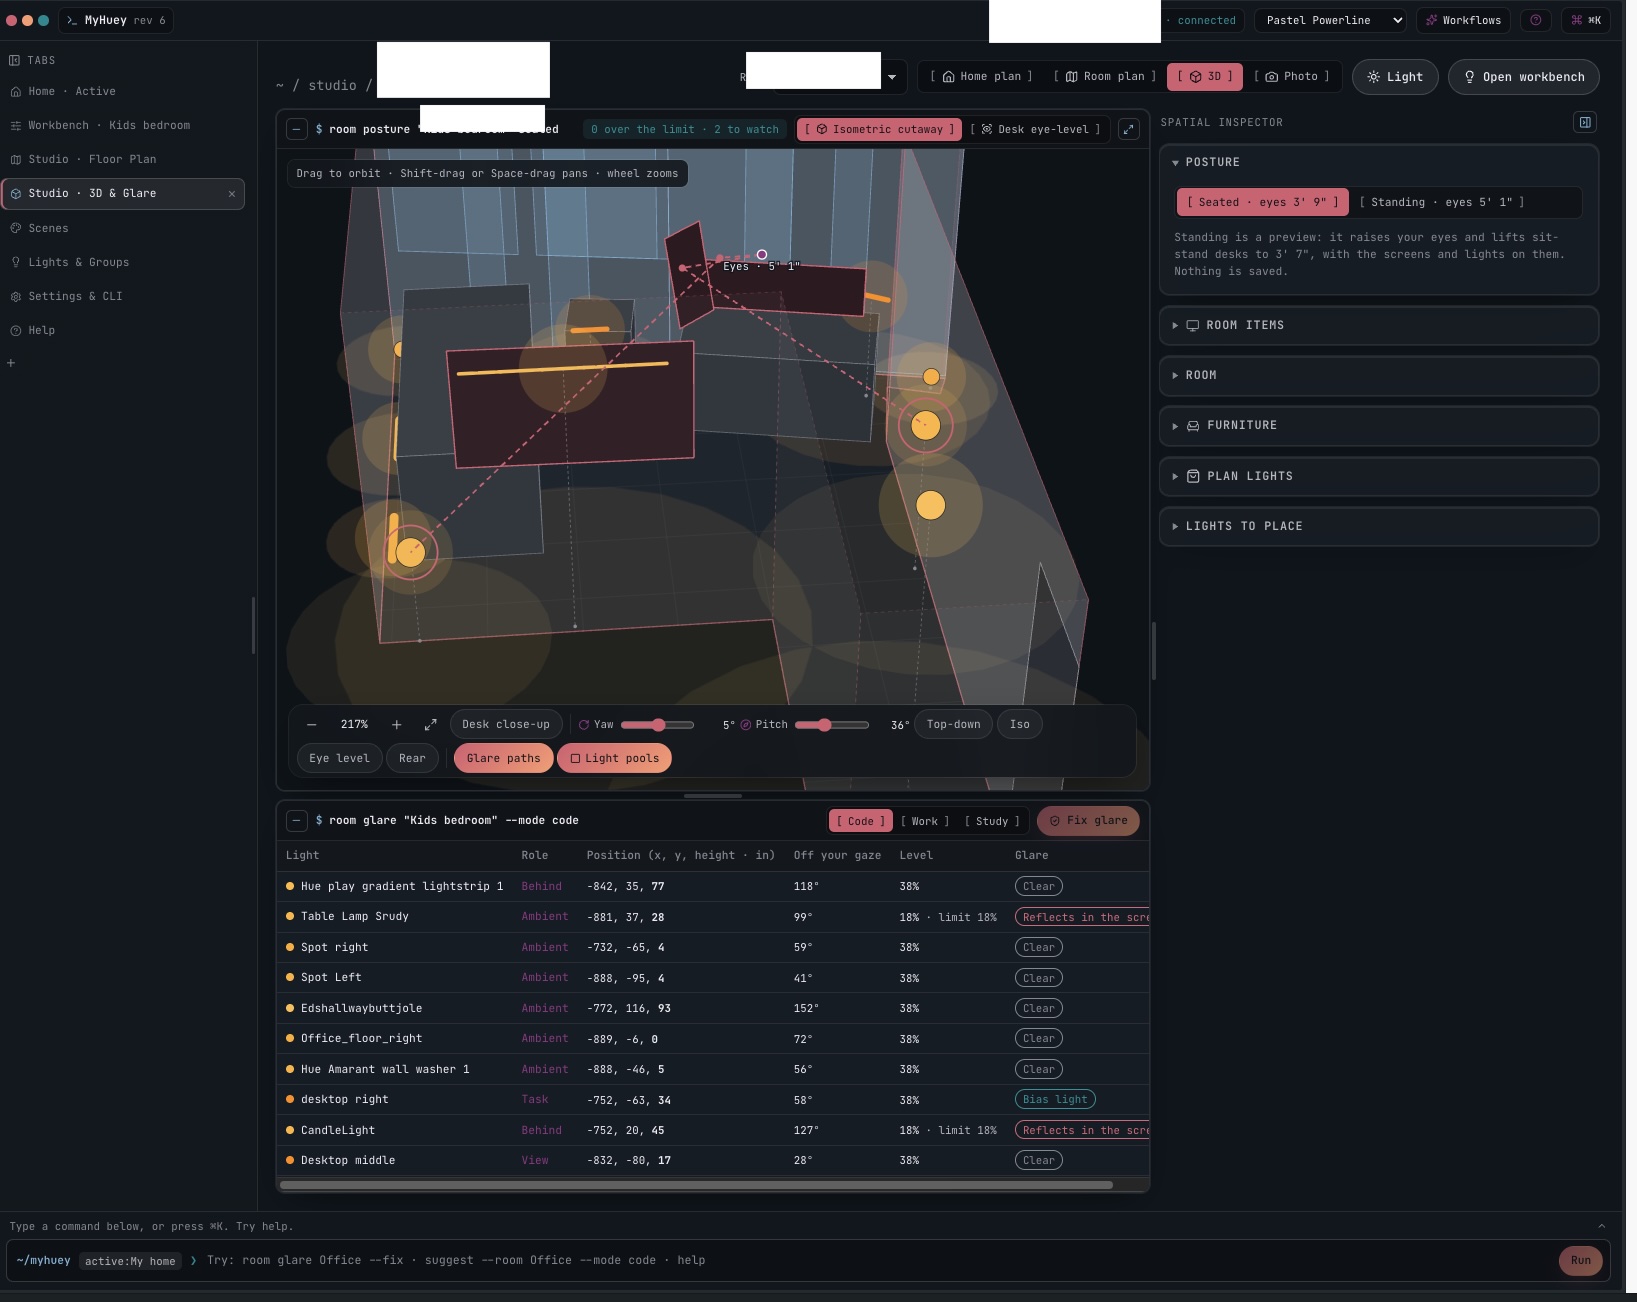 MyHuey rev 6
· connected
Pastel Powerline
Workflows
⌘K
TABS
Home · Active
Workbench · Kids bedroom
Studio · Floor Plan
Studio · 3D & Glare ×
Scenes
Lights & Groups
Settings & CLI
Help
+
~ / studio /
[ Home plan ] [ Room plan ] [ 3D ] [ Photo ]
Light
Open workbench
$ room posture
0 over the limit · 2 to watch
[ Isometric cutaway ] [ Desk eye-level ]
Drag to orbit · Shift-drag or Space-drag pans · wheel zooms
Eyes · 5' 1"
− 217% + Desk close-up Yaw 5° Pitch 36° Top-down Iso
Eye level Rear Glare paths Light pools
SPATIAL INSPECTOR
POSTURE
[ Seated · eyes 3' 9" ] [ Standing · eyes 5' 1" ]
Standing is a preview: it raises your eyes and lifts sit-
stand desks to 3' 7", with the screens and lights on them.
Nothing is saved.
ROOM ITEMS
ROOM
FURNITURE
PLAN LIGHTS
LIGHTS TO PLACE
$ room glare "Kids bedroom" --mode code
[ Code ] [ Work ] [ Study ]
Fix glare
Light Role Position (x, y, height · in) Off your gaze Level Glare
Hue play gradient lightstrip 1 Behind -842, 35, 77 118° 38% Clear
Table Lamp Srudy Ambient -881, 37, 28 99° 18% · limit 18% Reflects in the scre
Spot right Ambient -732, -65, 4 59° 38% Clear
Spot Left Ambient -888, -95, 4 41° 38% Clear
Edshallwaybuttjole Ambient -772, 116, 93 152° 38% Clear
Office_floor_right Ambient -889, -6, 0 72° 38% Clear
Hue Amarant wall washer 1 Ambient -888, -46, 5 56° 38% Clear
desktop right Task -752, -63, 34 58° 38% Bias light
CandleLight Behind -752, 20, 45 127° 18% · limit 18% Reflects in the scre
Desktop middle View -832, -80, 17 28° 38% Clear
Type a command below, or press ⌘K. Try help.
~/myhuey active:My home ❯ Try: room glare Office --fix · suggest --room Office --mode code · help
Run